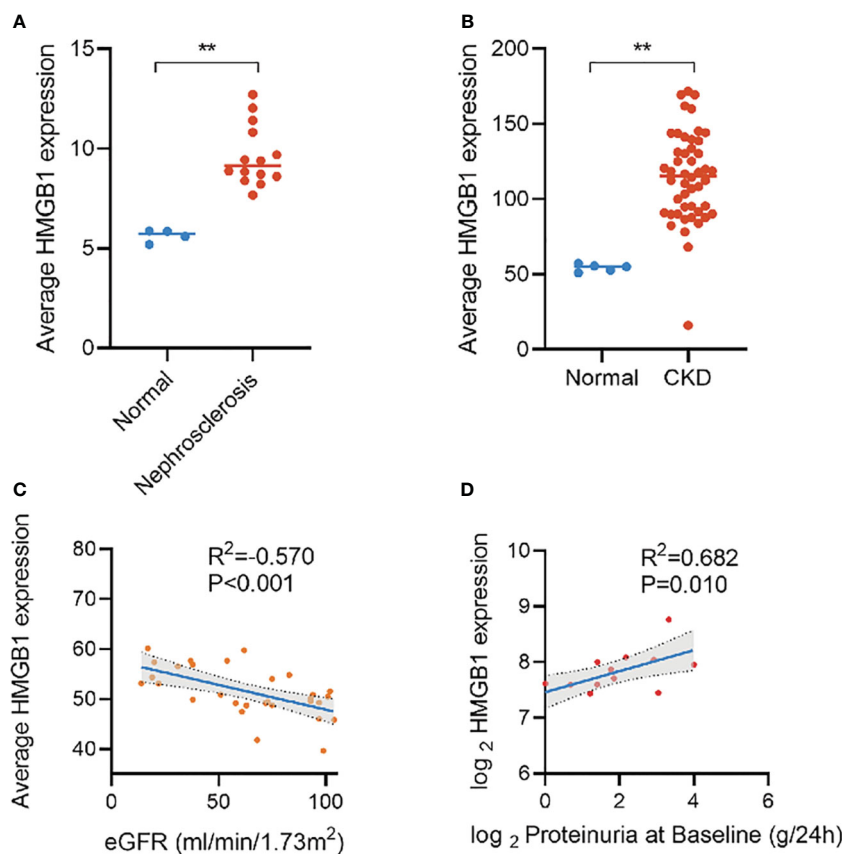 A
Average HMGB1 expression
15
10
5
0
**
Normal
Nephrosclerosis
B
Average HMGB1 expression
200
150
100
50
0
**
Normal
CKD
C
Average HMGB1 expression
80
70
60
50
40
R²=-0.570
P<0.001
0
50
100
eGFR (ml/min/1.73m²)
D
log ₂ HMGB1 expression
10
9
8
7
6
R²=0.682
P=0.010
0
2
4
6
log ₂ Proteinuria at Baseline (g/24h)